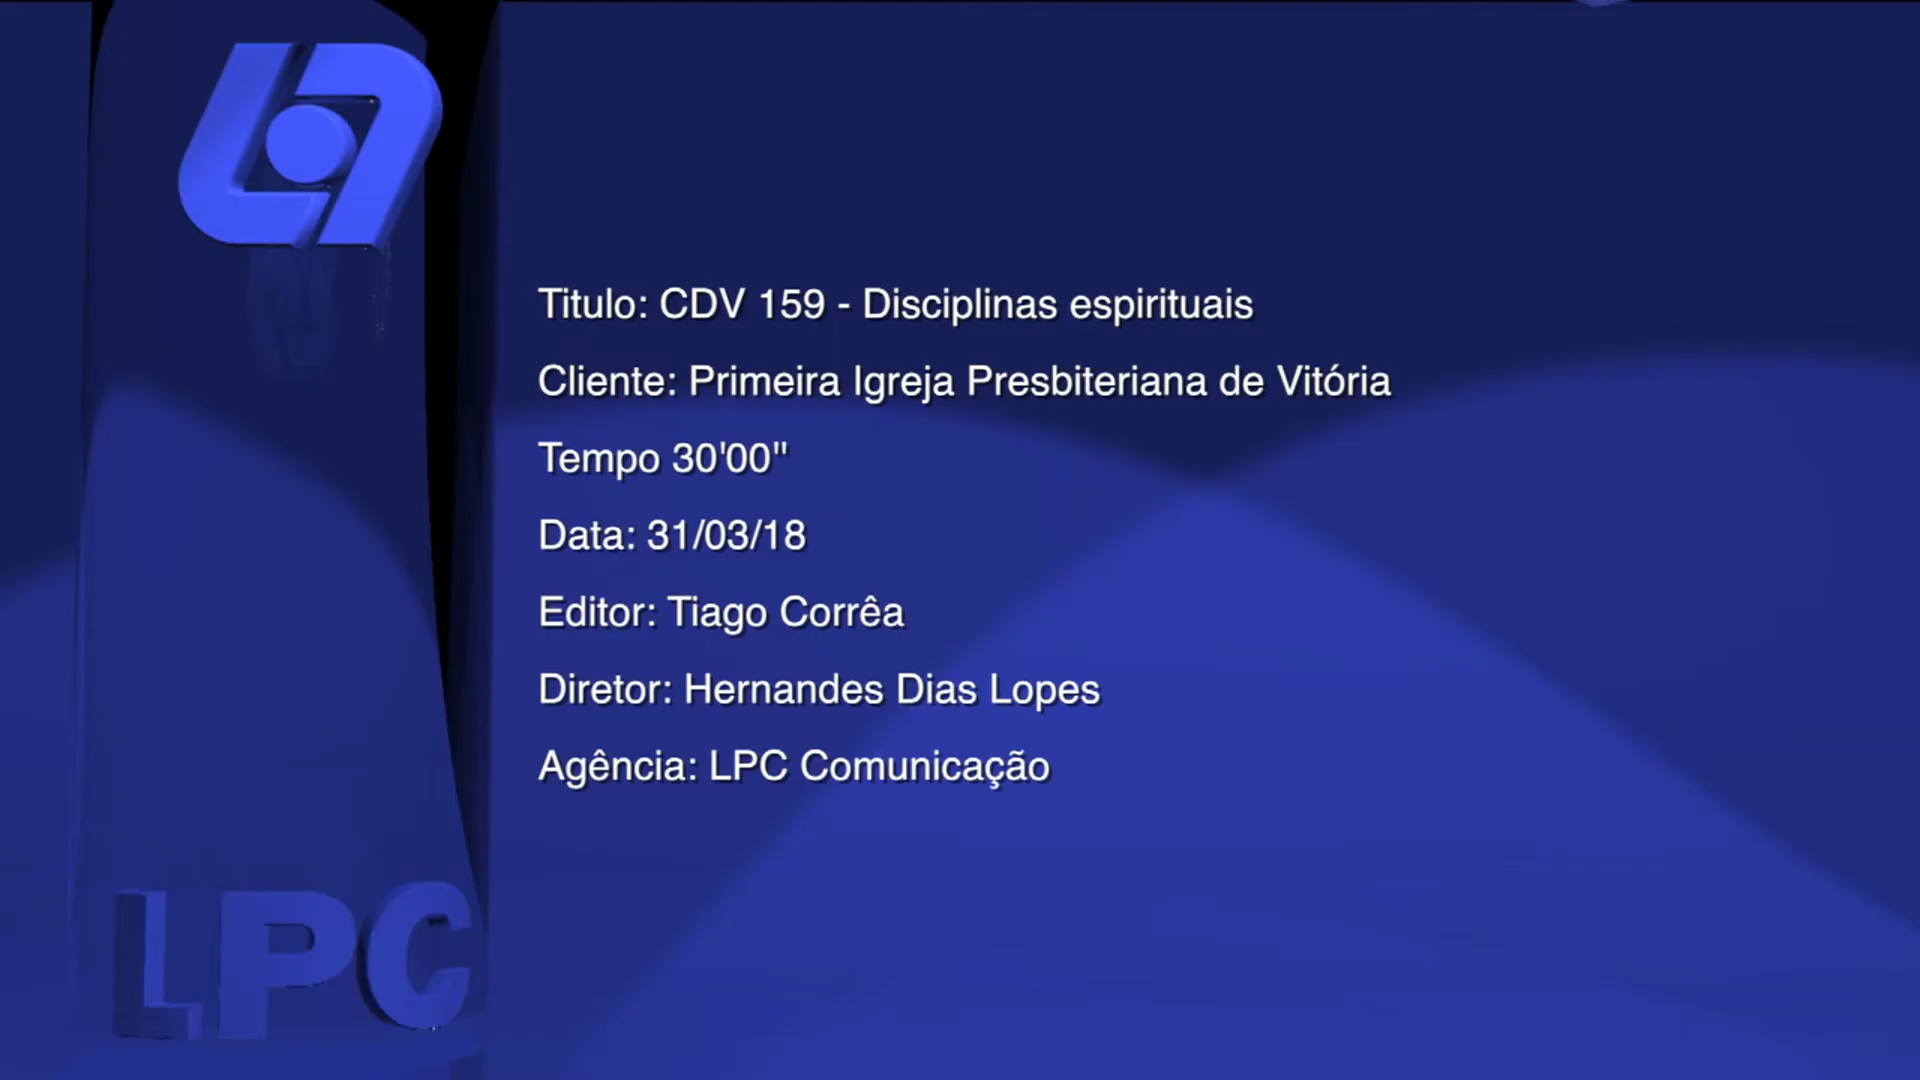 Titulo: CDV 159 - Disciplinas espirituais
Cliente: Primeira Igreja Presbiteriana de Vitória
Tempo 30'00"
Data: 31/03/18
Editor: Tiago Corrêa
Diretor: Hernandes Dias Lopes
Agência: LPC Comunicação
LPC